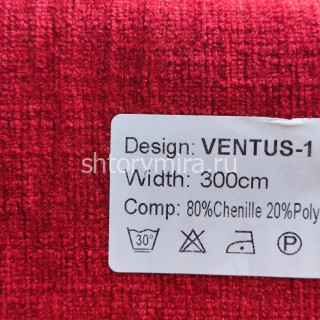 Design: VENTUS-1
shtorymira.ru
Width: 300cm
Comp: 80%Chenille 20%Poly
30° P